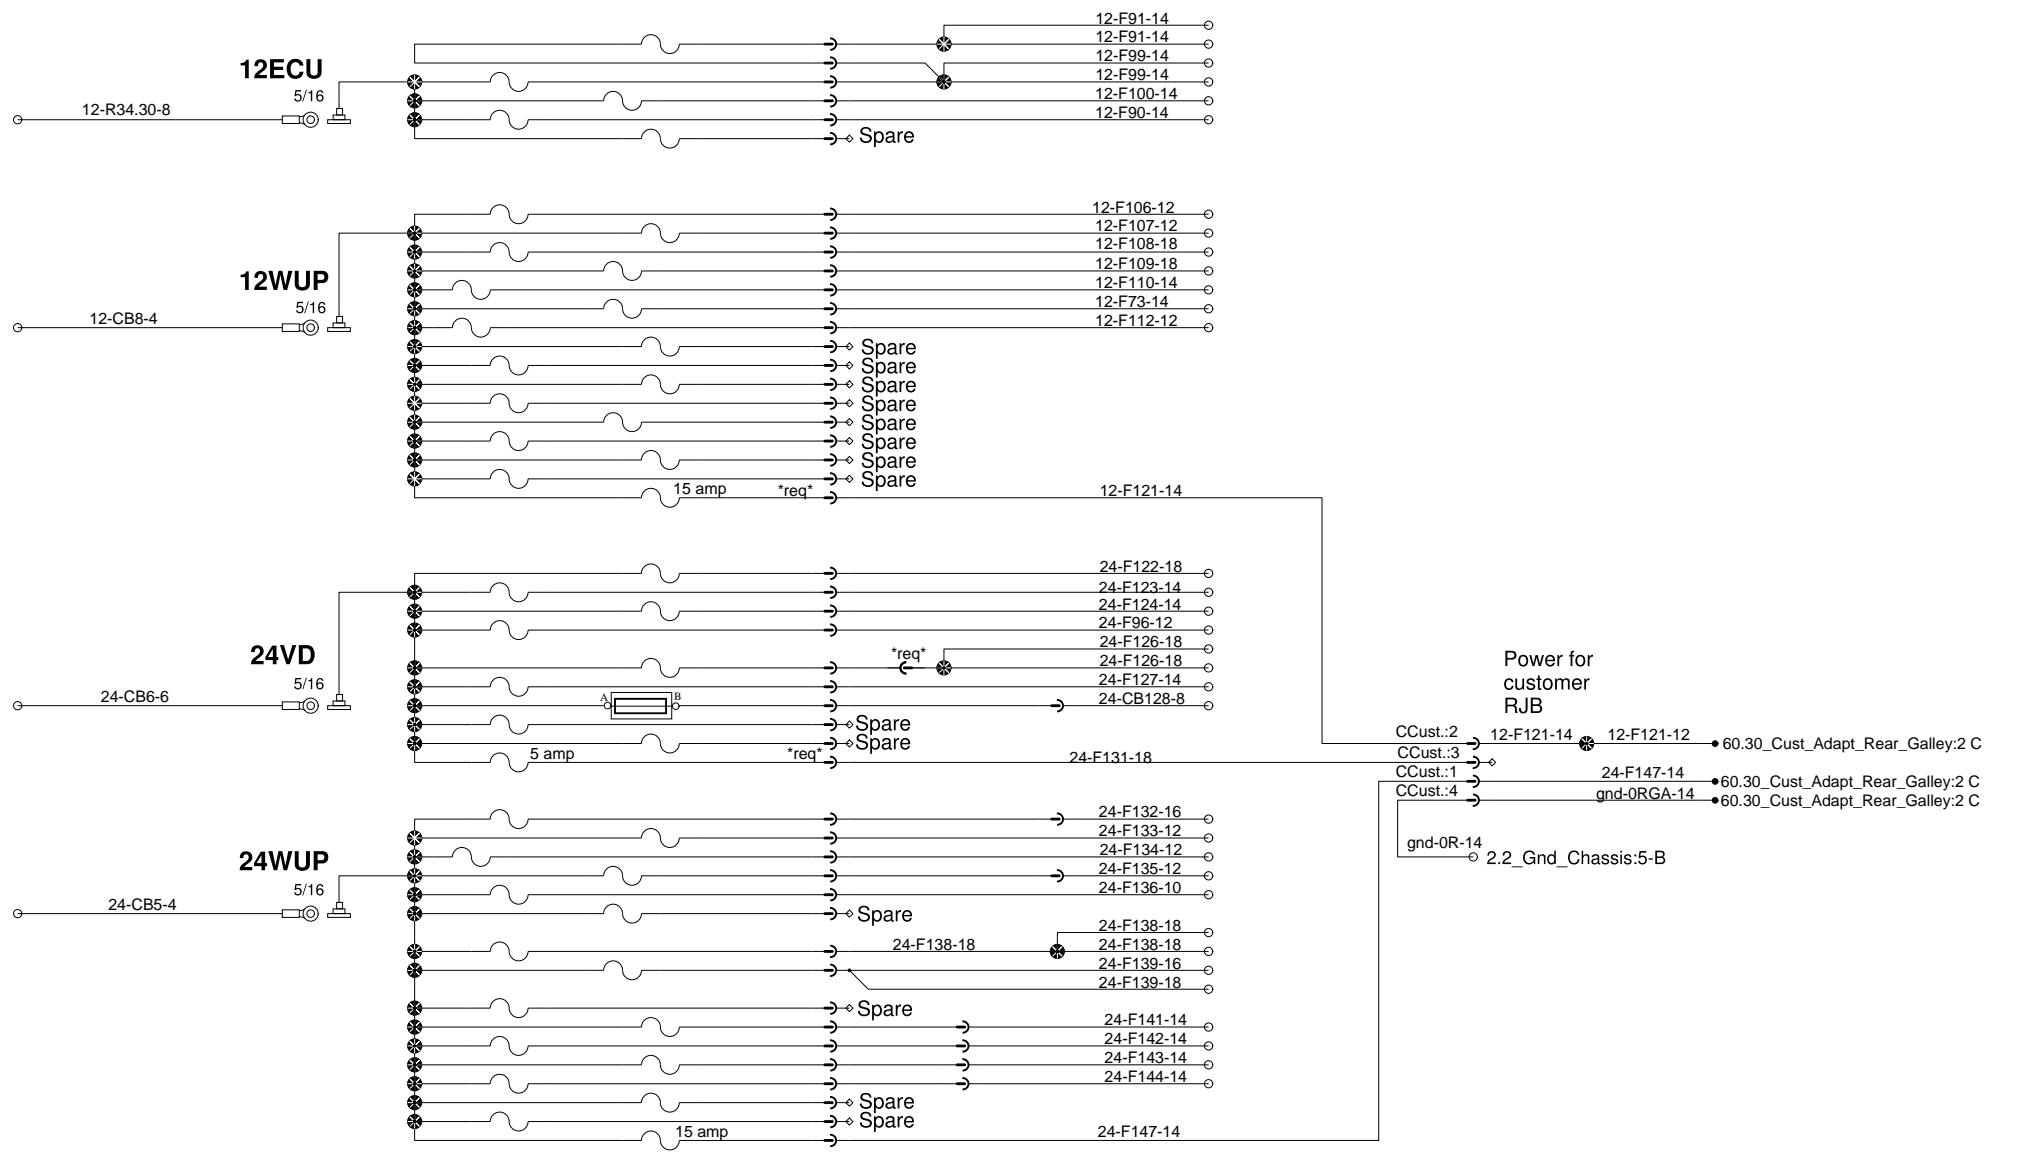 12-F91-14
12-F91-14
12ECU
12-F99-14
5/16
12-F99-14
12-R34.30-8
12-F100-14
12-F90-14
Spare
12-F106-12
12-F107-12
12-F108-18
12WUP
12-F109-18
5/16
12-F110-14
12-CB8-4
12-F73-14
12-F112-12
Spare
Spare
Spare
Spare
Spare
Spare
Spare
Spare
15 amp *req* 12-F121-14
24-F122-18
24-F123-14
24-F124-14
24-F96-12
24VD
24-F126-18
*req* 24-F126-18
5/16
24-F127-14
24-CB6-6
A B
24-CB128-8
Spare
Spare
5 amp *req* 24-F131-18
Power for
customer
RJB
CCust.:2 12-F121-14 12-F121-12 60.30_Cust_Adapt_Rear_Galley:2 C
CCust.:3
CCust.:1 24-F147-14 60.30_Cust_Adapt_Rear_Galley:2 C
CCust.:4 gnd-0RGA-14 60.30_Cust_Adapt_Rear_Galley:2 C
gnd-0R-14 2.2_Gnd_Chassis:5-B
24-F132-16
24-F133-12
24WUP
24-F134-12
5/16
24-F135-12
24-CB5-4
24-F136-10
Spare
24-F138-18
24-F138-18 24-F138-18
24-F139-16
24-F139-18
Spare
24-F141-14
24-F142-14
24-F143-14
24-F144-14
Spare
Spare
15 amp 24-F147-14